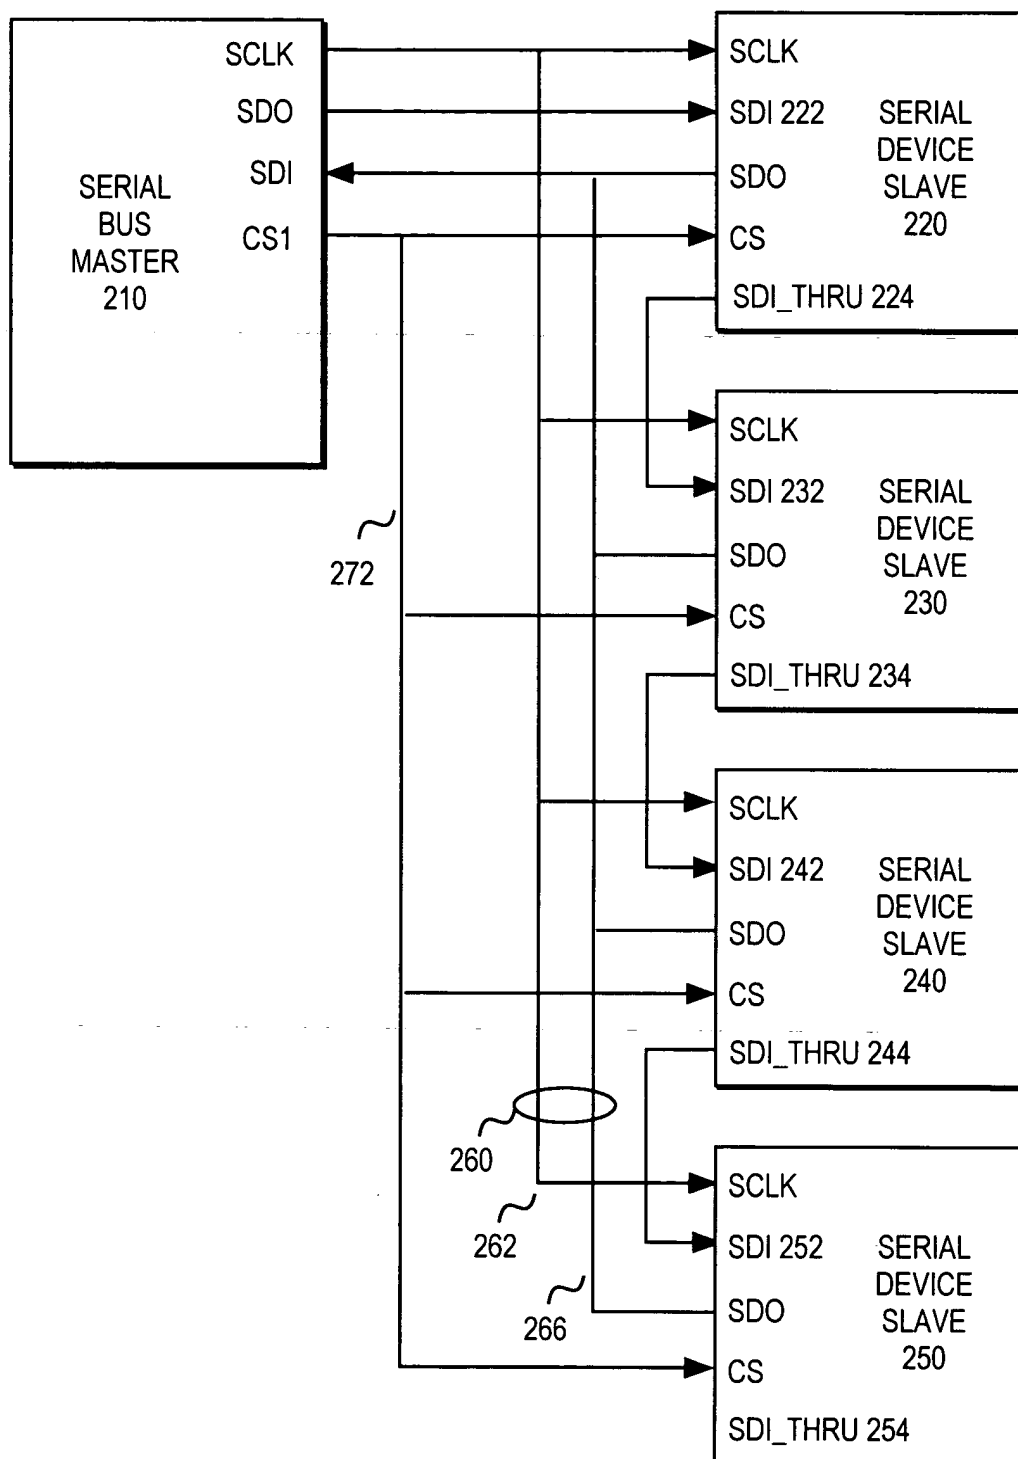 SCLK
SDO
SDI
CS1
SERIAL
BUS
MASTER
210
SCLK
SDI 222
SDO
CS
SDI_THRU 224
SERIAL
DEVICE
SLAVE
220
SCLK
SDI 232
SDO
CS
SDI_THRU 234
SERIAL
DEVICE
SLAVE
230
272
SCLK
SDI 242
SDO
CS
SDI_THRU 244
SERIAL
DEVICE
SLAVE
240
260
262
266
SCLK
SDI 252
SDO
CS
SDI_THRU 254
SERIAL
DEVICE
SLAVE
250